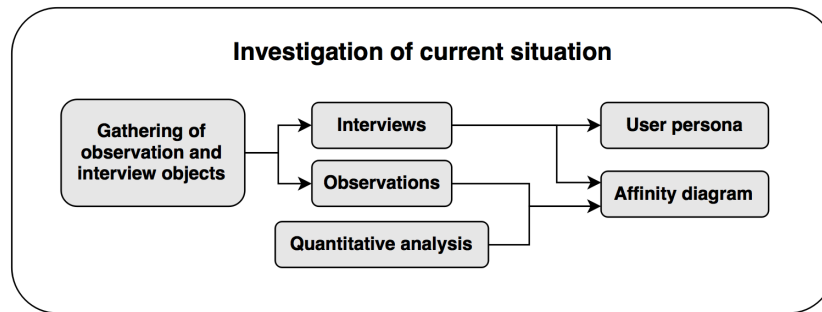 Investigation of current situation
Gathering of
observation and
interview objects
Interviews
Observations
Quantitative analysis
User persona
Affinity diagram